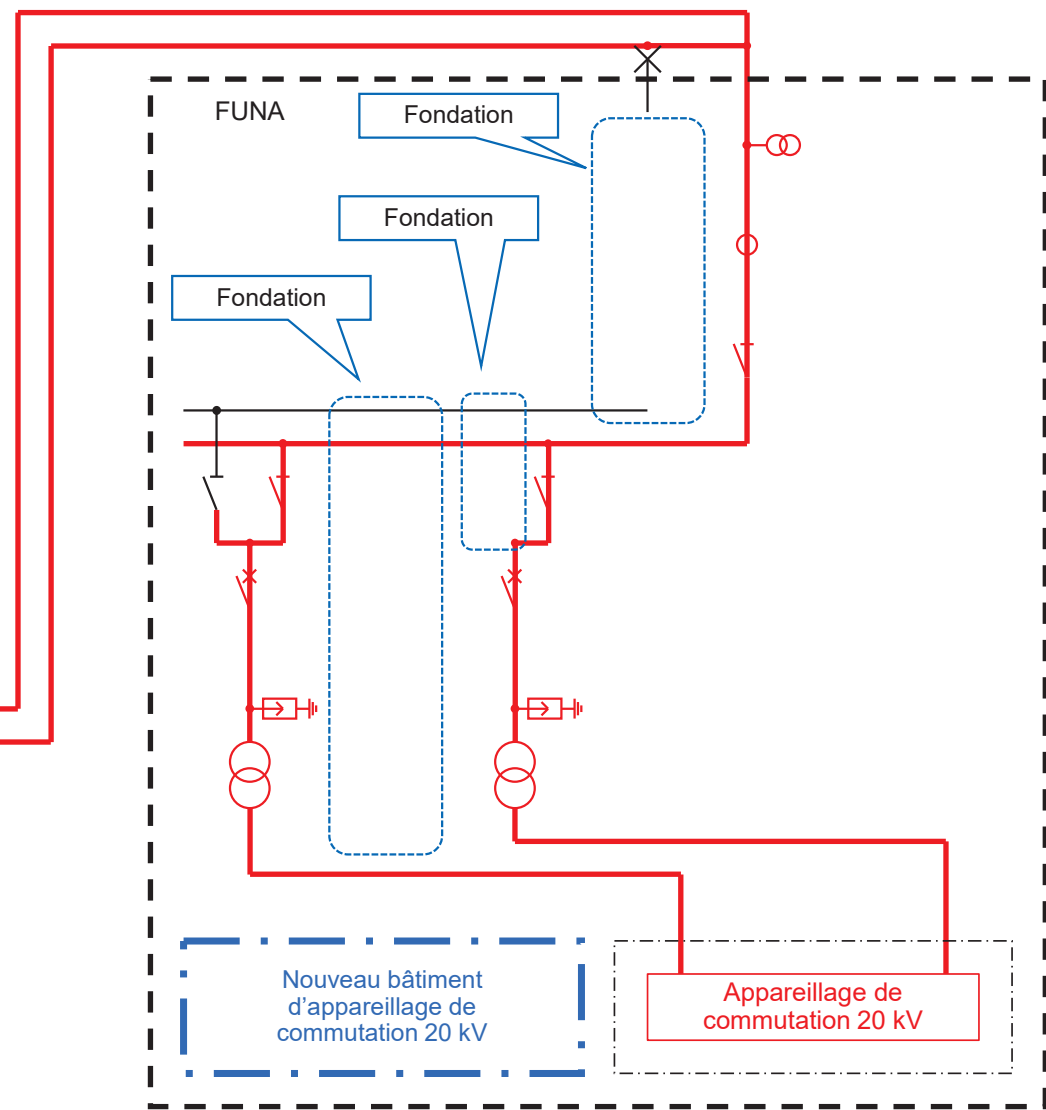 FUNA
Fondation
Fondation
Fondation
Nouveau bâtiment
d’appareillage de
commutation 20 kV
Appareillage de
commutation 20 kV